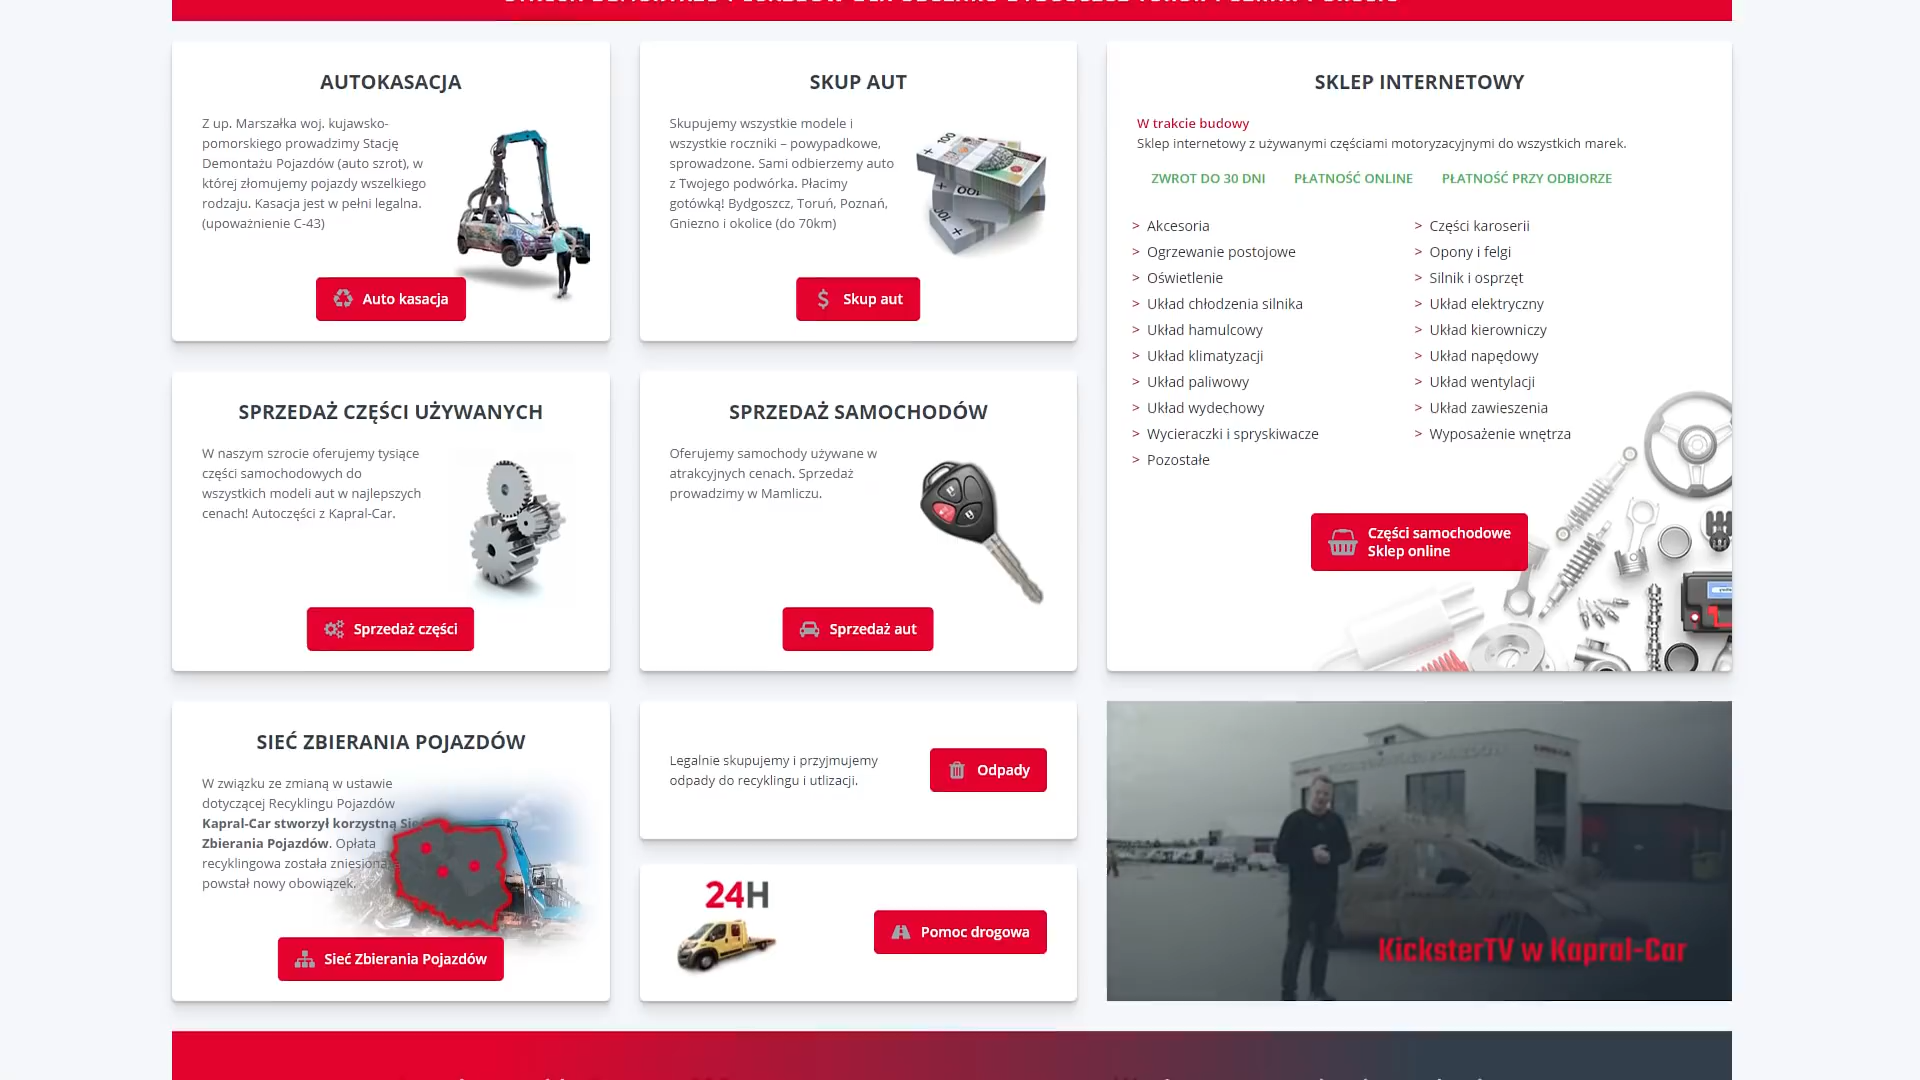 AUTOKASACJA
Z up. Marszałka woj. kujawsko-
pomorskiego prowadzimy Stację
Demontażu Pojazdów (auto szrot), w
której złomujemy pojazdy wszelkiego
rodzaju. Kasacja jest w pełni legalna.
(upoważnienie C-43)
Auto kasacja
SKUP AUT
Skupujemy wszystkie modele i
wszystkie roczniki – powypadkowe,
sprowadzone. Sami odbierzemy auto
z Twojego podwórka. Płacimy
gotówką! Bydgoszcz, Toruń, Poznań,
Gniezno i okolice (do 70km)
Skup aut
SKLEP INTERNETOWY
W trakcie budowy
Sklep internetowy z używanymi częściami motoryzacyjnymi do wszystkich marek.
ZWROT DO 30 DNI PŁATNOŚĆ ONLINE PŁATNOŚĆ PRZY ODBIORZE
> Akcesoria
> Ogrzewanie postojowe
> Oświetlenie
> Układ chłodzenia silnika
> Układ hamulcowy
> Układ klimatyzacji
> Układ paliwowy
> Układ wydechowy
> Wycieraczki i spryskiwacze
> Pozostałe
> Części karoserii
> Opony i felgi
> Silnik i osprzęt
> Układ elektryczny
> Układ kierowniczy
> Układ napędowy
> Układ wentylacji
> Układ zawieszenia
> Wyposażenie wnętrza
Części samochodowe
Sklep online
SPRZEDAŻ CZĘŚCI UŻYWANYCH
W naszym szrocie oferujemy tysiące
części samochodowych do
wszystkich modeli aut w najlepszych
cenach! Autoczęści z Kapral-Car.
Sprzedaż części
SPRZEDAŻ SAMOCHODÓW
Oferujemy samochody używane w
atrakcyjnych cenach. Sprzedaż
prowadzimy w Mamliczu.
Sprzedaż aut
SIEĆ ZBIERANIA POJAZDÓW
W związku ze zmianą w ustawie
dotyczącej Recyklingu Pojazdów
Kapral-Car stworzył korzystną Sieć
Zbierania Pojazdów. Opłata
recyklingowa została zniesiona, a
powstał nowy obowiązek.
Sieć Zbierania Pojazdów
Legalnie skupujemy i przyjmujemy
odpady do recyklingu i utlizacji.
Odpady
24H
Pomoc drogowa
KicksterTV w Kapral-Car